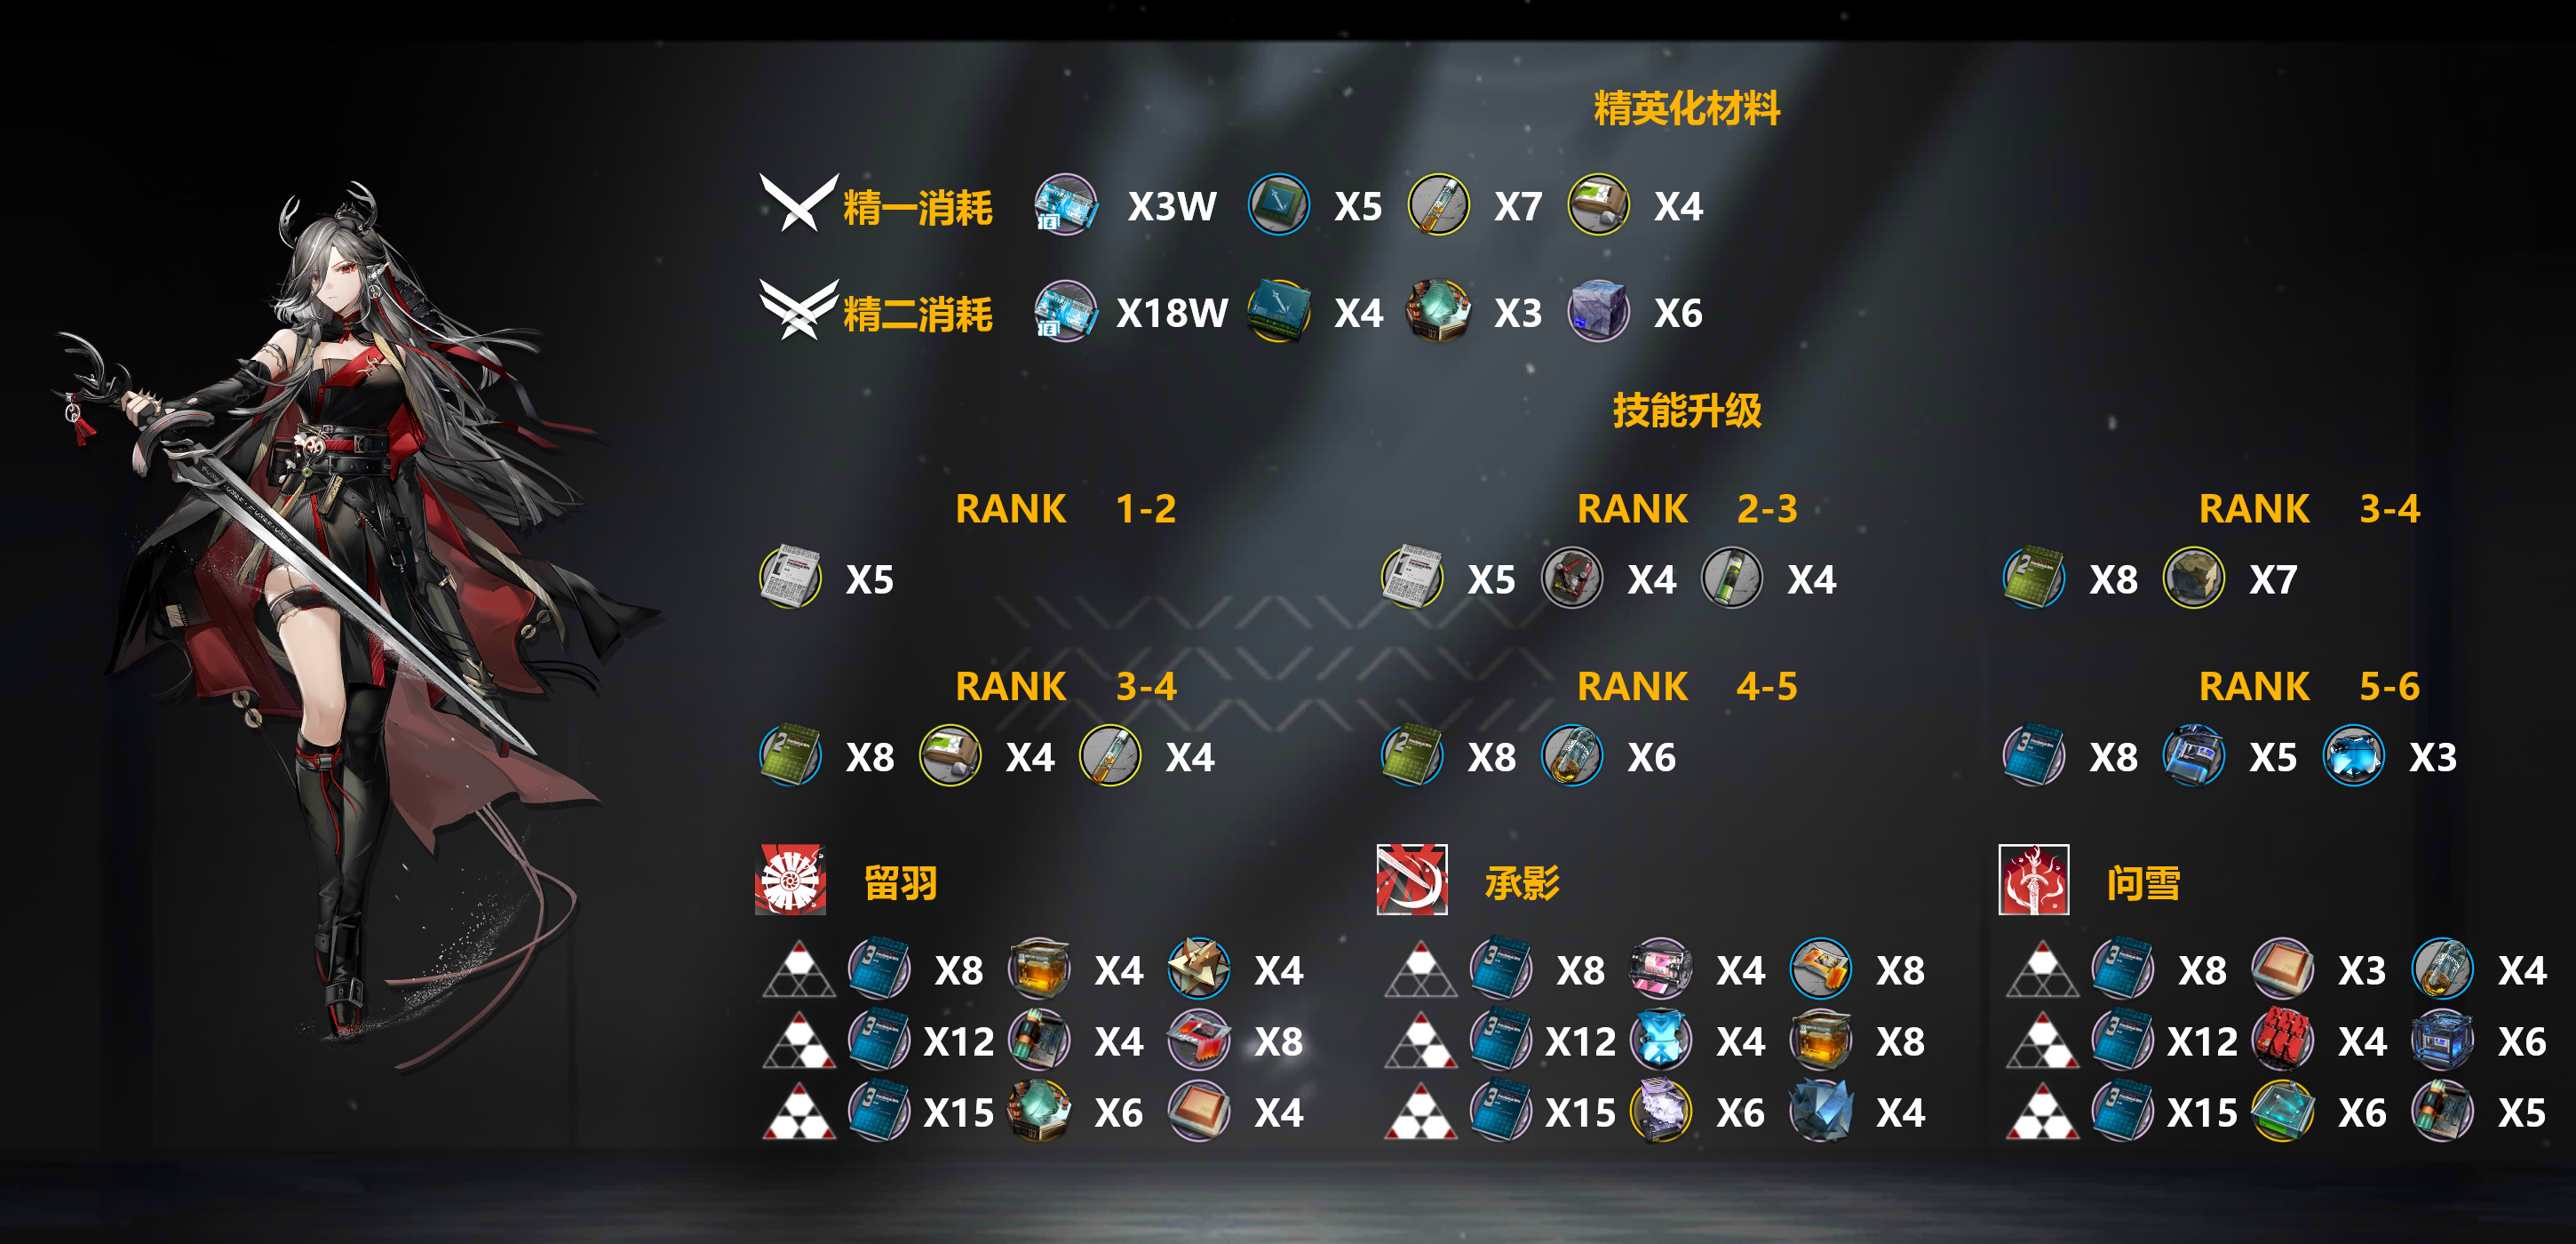 精英化材料
精一消耗 X3W X5 X7 X4
精二消耗 X18W X4 X3 X6
技能升级
RANK 1-2 RANK 2-3 RANK 3-4
X5 X5 X4 X4 X8 X7
RANK 3-4 RANK 4-5 RANK 5-6
X8 X4 X4 X8 X6 X8 X5 X3
留羽 承影 问雪
X8 X4 X4 X8 X4 X8 X8 X3 X4
X12 X4 X8 X12 X4 X8 X12 X4 X6
X15 X6 X4 X15 X6 X4 X15 X6 X5